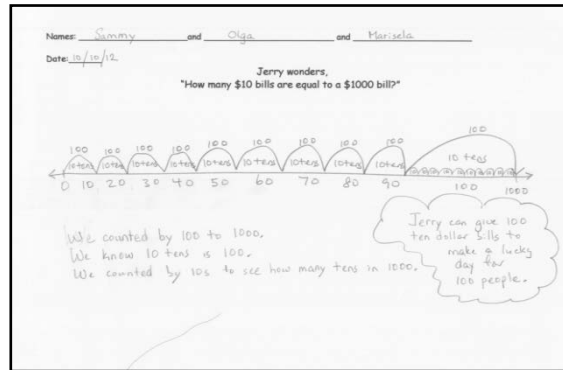 Names: Sammy and Olga and Marisela
Date: 10/10/12
Jerry wonders,
"How many $10 bills are equal to a $1000 bill?"
100 100 100 100 100 100 100 100 100 100
10 tens 10 tens 10 tens 10 tens 10 tens 10 tens 10 tens 10 tens 10 tens 10 tens
0 10 20 30 40 50 60 70 80 90 100 1000
We counted by 100 to 1000.
We know 10 tens is 100.
We counted by 10s to see how many tens in 1000.
Jerry can give 100
ten dollar bills to
make a lucky
day for
100 people.